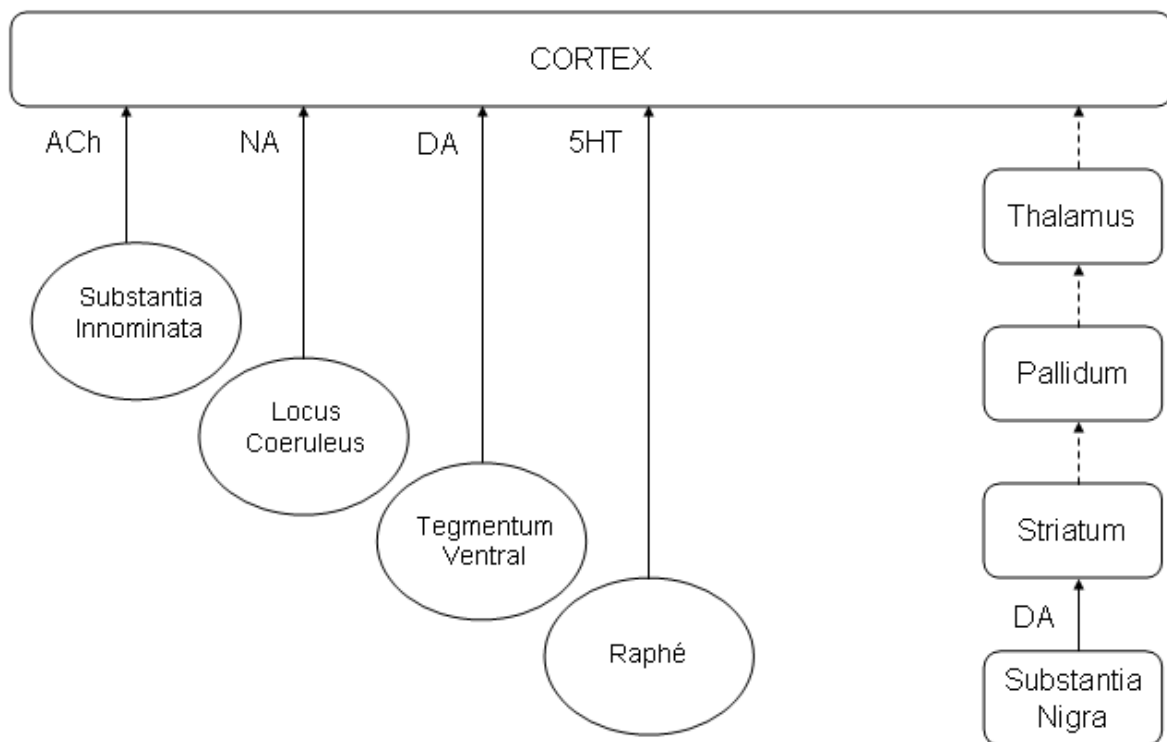 CORTEX
ACh
NA
DA
5HT
Thalamus
Substantia
Innominata
Pallidum
Locus
Coeruleus
Tegmentum
Ventral
Striatum
DA
Raphé
Substantia
Nigra